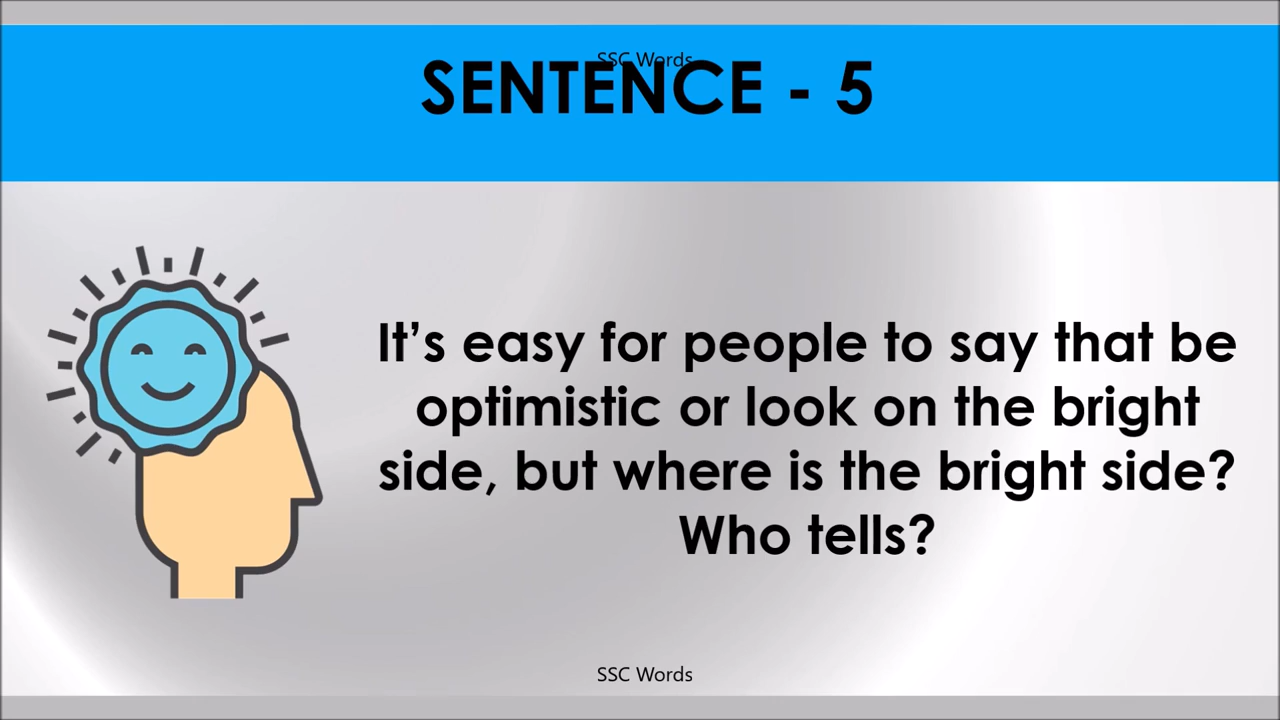 SSC Words
SENTENCE - 5
It’s easy for people to say that be
optimistic or look on the bright
side, but where is the bright side?
Who tells?
SSC Words